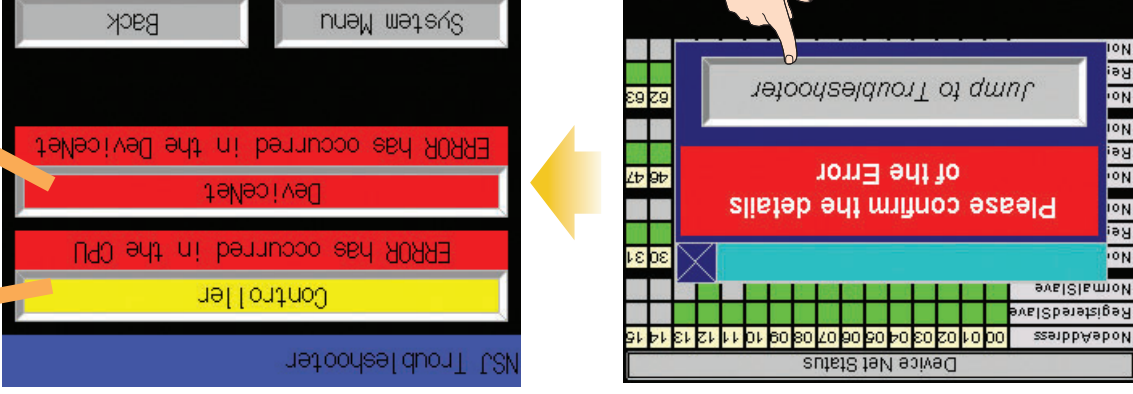 Device Net Status
NodeAddress 00 01 02 03 04 05 06 07 08 09 10 11 12 13 14 15
RegisteredSlave
NormalSlave
30 31
Please confirm the details
of the Error
46 47
Jump to Troubleshooter
62 63
NSJ Troubleshooter
Controller
ERROR has occurred in the CPU
DeviceNet
ERROR has occurred in the DeviceNet
System Menu
Back